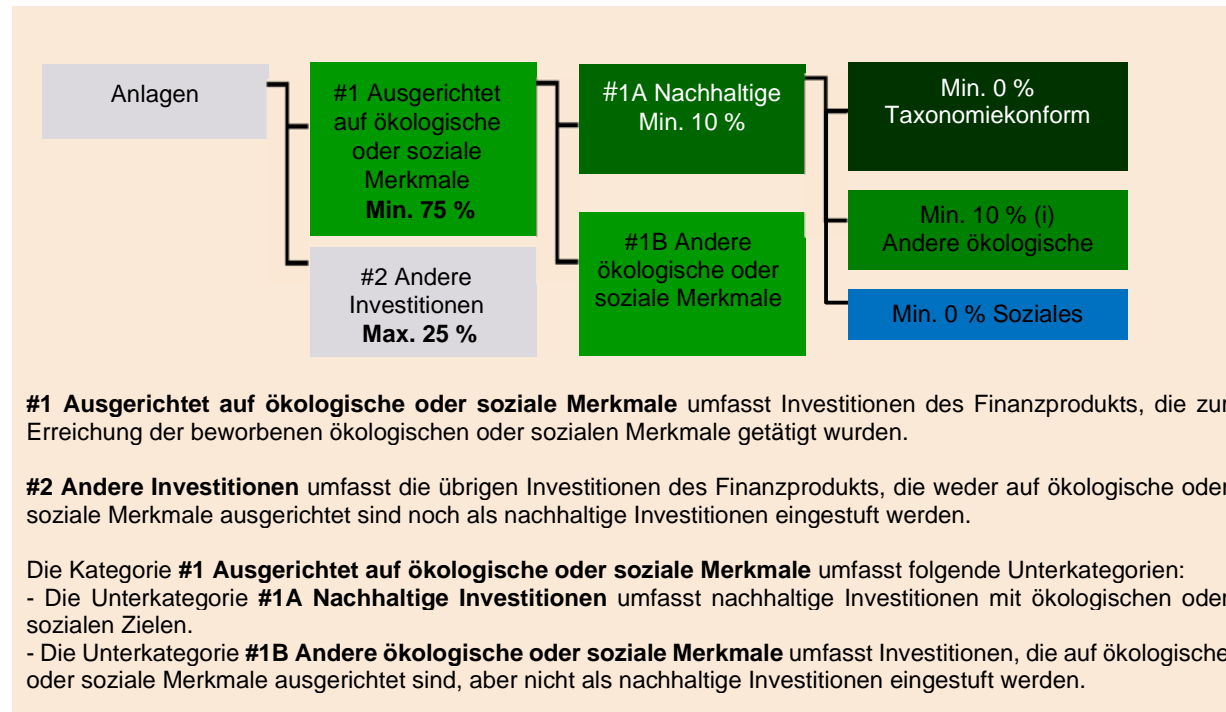 Anlagen
#1 Ausgerichtet
auf ökologische
oder soziale
Merkmale
Min. 75 %
#2 Andere
Investitionen
Max. 25 %
#1A Nachhaltige
Min. 10 %
#1B Andere
ökologische oder
soziale Merkmale
Min. 0 %
Taxonomiekonform
Min. 10 % (i)
Andere ökologische
Min. 0 % Soziales
#1 Ausgerichtet auf ökologische oder soziale Merkmale umfasst Investitionen des Finanzprodukts, die zur
Erreichung der beworbenen ökologischen oder sozialen Merkmale getätigt wurden.
#2 Andere Investitionen umfasst die übrigen Investitionen des Finanzprodukts, die weder auf ökologische oder
soziale Merkmale ausgerichtet sind noch als nachhaltige Investitionen eingestuft werden.
Die Kategorie #1 Ausgerichtet auf ökologische oder soziale Merkmale umfasst folgende Unterkategorien:
- Die Unterkategorie #1A Nachhaltige Investitionen umfasst nachhaltige Investitionen mit ökologischen oder
sozialen Zielen.
- Die Unterkategorie #1B Andere ökologische oder soziale Merkmale umfasst Investitionen, die auf ökologische
oder soziale Merkmale ausgerichtet sind, aber nicht als nachhaltige Investitionen eingestuft werden.